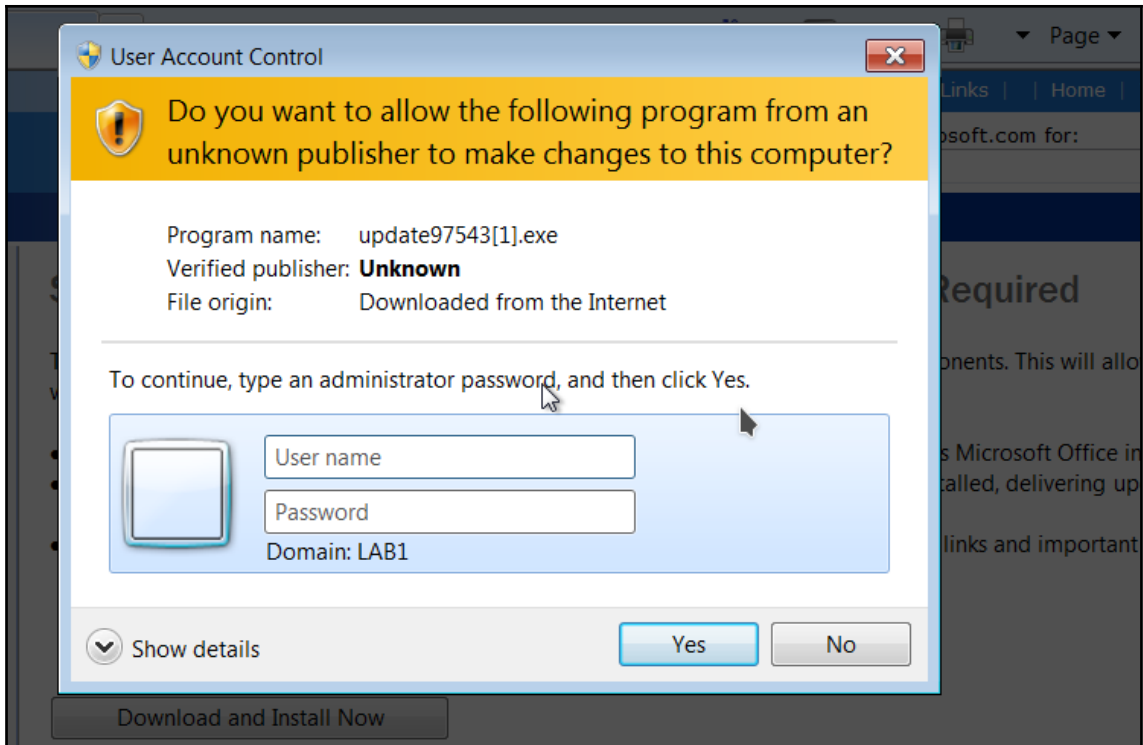 Page
Links | | Home |
User Account Control
osoft.com for:
Do you want to allow the following program from an
unknown publisher to make changes to this computer?
Program name: update97543[1].exe
Verified publisher: Unknown
File origin: Downloaded from the Internet
Required
To continue, type an administrator password, and then click Yes.
onents. This will allo
User name
s Microsoft Office in
Password
talled, delivering up
Domain: LAB1
links and important
Show details
Yes
No
Download and Install Now